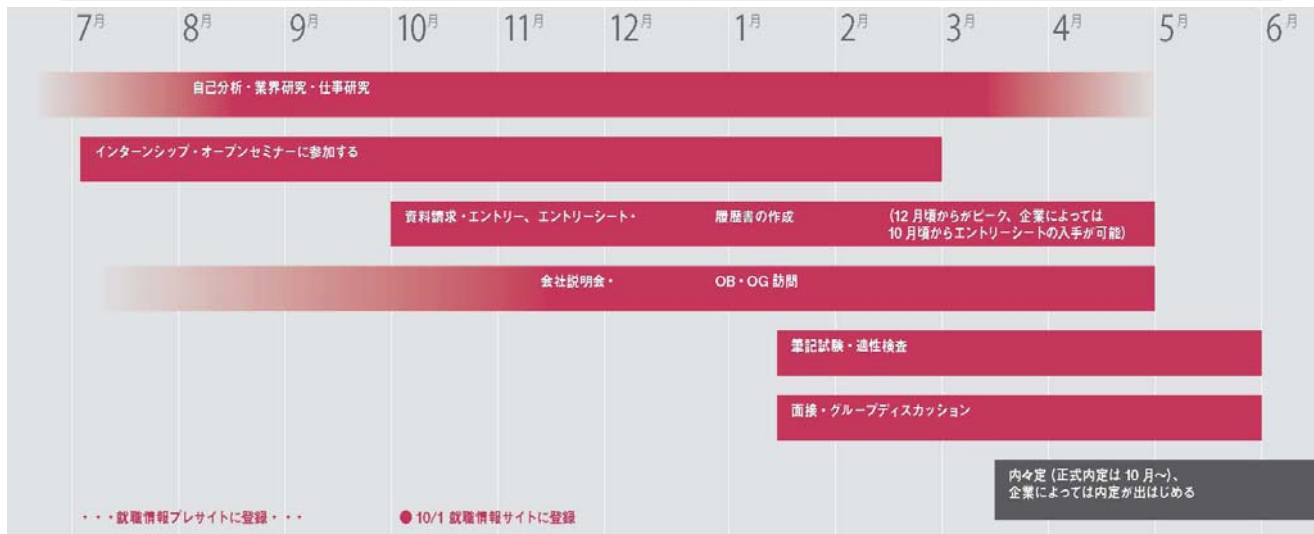 7月 8月 9月 10月 11月 12月 1月 2月 3月 4月 5月 6月
自己分析・業界研究・仕事研究
インターンシップ・オープンセミナーに参加する
資料請求・エントリー、エントリーシート・ 履歴書の作成 (12月頃からがピーク、企業によっては
10月頃からエントリーシートの入手が可能)
会社説明会・ OB・OG 訪問
筆記試験・適性検査
面接・グループディスカッション
内々定 (正式内定は 10 月〜)、
企業によっては内定が出はじめる
・・・就職情報プレサイトに登録・・・ ●10/1 就職情報サイトに登録